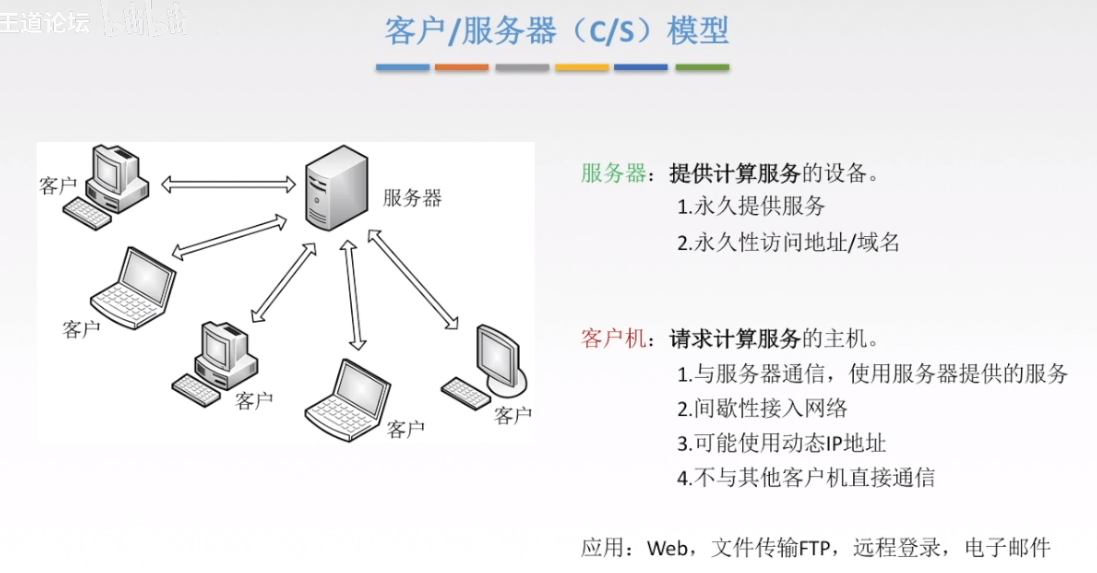 王道论坛 bilibili
客户/服务器（C/S）模型
客户
服务器
客户
客户
客户
客户
服务器：提供计算服务的设备。
1.永久提供服务
2.永久性访问地址/域名
客户机：请求计算服务的主机。
1.与服务器通信，使用服务器提供的服务
2.间歇性接入网络
3.可能使用动态IP地址
4.不与其他客户机直接通信
应用：Web，文件传输FTP，远程登录，电子邮件